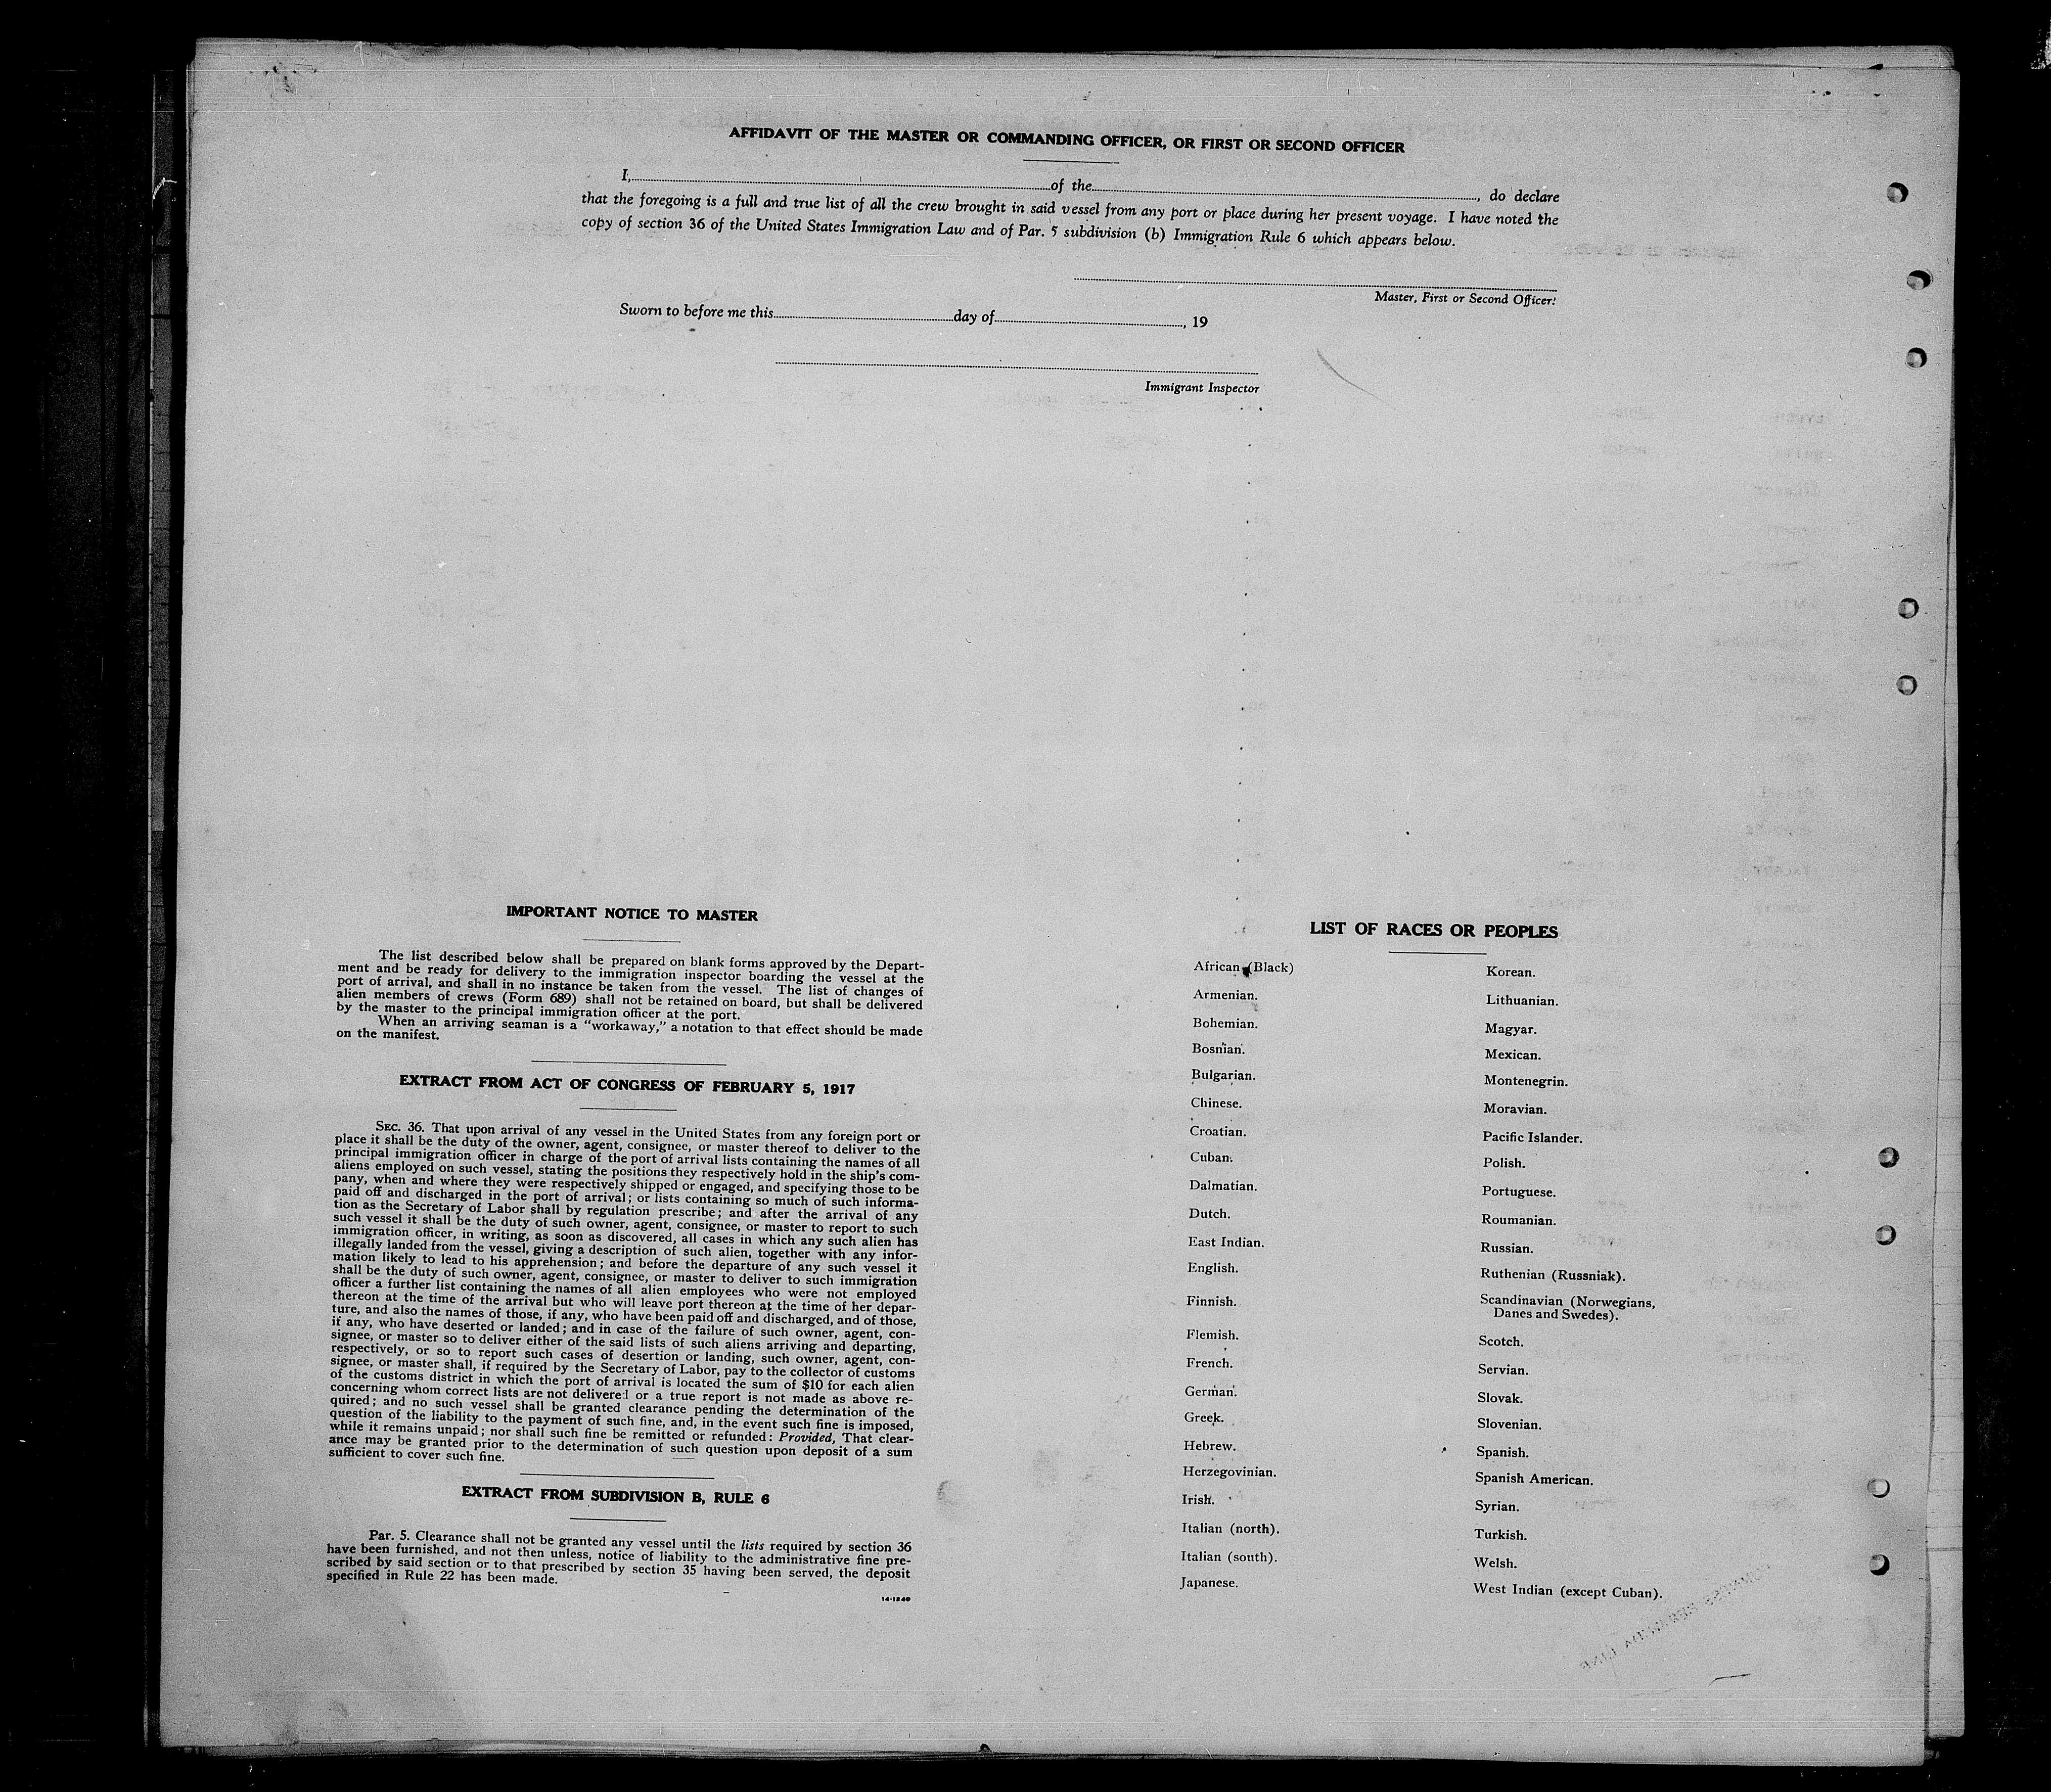 AFFIDAVIT OF THE MASTER OR COMMANDING OFFICER, OR FIRST OR SECOND OFFICER
I, of the , do declare
that the foregoing is a full and true list of all the crew brought in said vessel from any port or place during her present voyage. I have noted the
copy of section 36 of the United States Immigration Law and of Par. 5 subdivision (b) Immigration Rule 6 which appears below.
Master, First or Second Officer.
Sworn to before me this day of , 19
Immigrant Inspector
IMPORTANT NOTICE TO MASTER
The list described below shall be prepared on blank forms approved by the Depart-
ment and be ready for delivery to the immigration inspector boarding the vessel at the
port of arrival, and shall in no instance be taken from the vessel. The list of changes of
alien members of crews (Form 689) shall not be retained on board, but shall be delivered
by the master to the principal immigration officer at the port.
When an arriving seaman is a "workaway," a notation to that effect should be made
on the manifest.
EXTRACT FROM ACT OF CONGRESS OF FEBRUARY 5, 1917
SEC. 36. That upon arrival of any vessel in the United States from any foreign port or
place it shall be the duty of the owner, agent, consignee, or master thereof to deliver to the
principal immigration officer in charge of the port of arrival lists containing the names of all
aliens employed on such vessel, stating the positions they respectively hold in the ship's com-
pany, when and where they were respectively shipped or engaged, and specifying those to be
paid off and discharged in the port of arrival; or lists containing so much of such informa-
tion as the Secretary of Labor shall by regulation prescribe; and after the arrival of any
such vessel it shall be the duty of such owner, agent, consignee, or master to report to such
immigration officer, in writing, as soon as discovered, all cases in which any such alien has
illegally landed from the vessel, giving a description of such alien, together with any infor-
mation likely to lead to his apprehension; and before the departure of any such vessel it
shall be the duty of such owner, agent, consignee, or master to deliver to such immigration
officer a further list containing the names of all alien employees who were not employed
thereon at the time of the arrival but who will leave port thereon at the time of her depar-
ture, and also the names of those, if any, who have been paid off and discharged, and of those,
if any, who have deserted or landed; and in case of the failure of such owner, agent, con-
signee, or master so to deliver either of the said lists of such aliens arriving and departing,
respectively, or so to report such cases of desertion or landing, such owner, agent, con-
signee, or master shall, if required by the Secretary of Labor, pay to the collector of customs
of the customs district in which the port of arrival is located the sum of $10 for each alien
concerning whom correct lists are not delivered or a true report is not made as above re-
quired; and no such vessel shall be granted clearance pending the determination of the
question of the liability to the payment of such fine, and, in the event such fine is imposed,
while it remains unpaid; nor shall such fine be remitted or refunded: Provided, That clear-
ance may be granted prior to the determination of such question upon deposit of a sum
sufficient to cover such fine.
EXTRACT FROM SUBDIVISION B, RULE 6
Par. 5. Clearance shall not be granted any vessel until the lists required by section 36
have been furnished, and not then unless, notice of liability to the administrative fine pre-
scribed by said section or to that prescribed by section 35 having been served, the deposit
specified in Rule 22 has been made.
14-1240
LIST OF RACES OR PEOPLES
African (Black)
Armenian.
Bohemian.
Bosnian.
Bulgarian.
Chinese.
Croatian.
Cuban.
Dalmatian.
Dutch.
East Indian.
English.
Finnish.
Flemish.
French.
German.
Greek.
Hebrew.
Herzegovinian.
Irish.
Italian (north).
Italian (south).
Japanese.
Korean.
Lithuanian.
Magyar.
Mexican.
Montenegrin.
Moravian.
Pacific Islander.
Polish.
Portuguese.
Roumanian.
Russian.
Ruthenian (Russniak).
Scandinavian (Norwegians,
Danes and Swedes).
Scotch.
Servian.
Slovak.
Slovenian.
Spanish.
Spanish American.
Syrian.
Turkish.
Welsh.
West Indian (except Cuban).